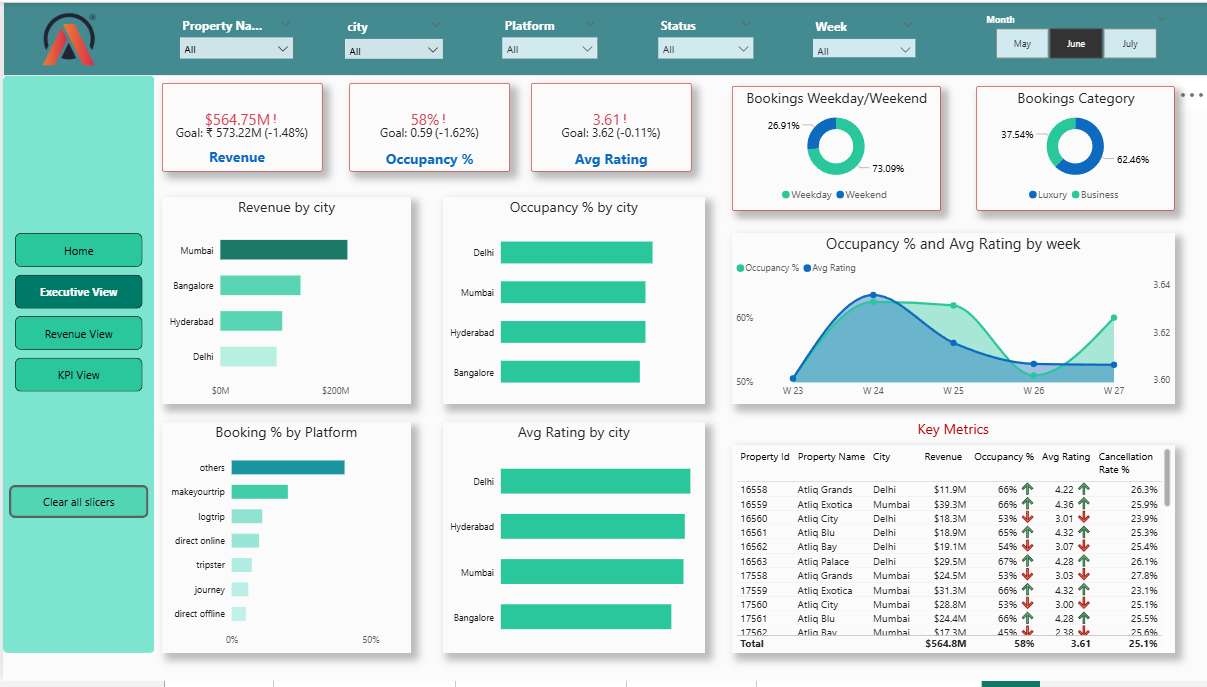 Property Na...
city
Platform
Status
Week
Month
All
All
All
All
All
May
June
July
$564.75M !
Goal: ₹ 573.22M (-1.48%)
Revenue
58% !
Goal: 0.59 (-1.62%)
Occupancy %
3.61 !
Goal: 3.62 (-0.11%)
Avg Rating
Bookings Weekday/Weekend
26.91%
73.09%
Weekday Weekend
Bookings Category
37.54%
62.46%
Luxury Business
Home
Executive View
Revenue View
KPI View
Clear all slicers
Revenue by city
Mumbai
Bangalore
Hyderabad
Delhi
$0M $200M
Occupancy % by city
Delhi
Mumbai
Hyderabad
Bangalore
Occupancy % and Avg Rating by week
Occupancy % Avg Rating
60%
50%
3.64
3.62
3.60
W 23 W 24 W 25 W 26 W 27
Booking % by Platform
others
makeyourtrip
logtrip
direct online
tripster
journey
direct offline
0% 50%
Avg Rating by city
Delhi
Hyderabad
Mumbai
Bangalore
Key Metrics
Property Id Property Name City Revenue Occupancy % Avg Rating Cancellation
Rate %
16558 Atliq Grands Delhi $11.9M 66% 4.22 26.3%
16559 Atliq Exotica Mumbai $39.3M 66% 4.36 25.9%
16560 Atliq City Delhi $18.3M 53% 3.01 23.9%
16561 Atliq Blu Delhi $18.9M 65% 4.32 25.3%
16562 Atliq Bay Delhi $19.1M 54% 3.07 25.4%
16563 Atliq Palace Delhi $29.5M 67% 4.28 26.1%
17558 Atliq Grands Mumbai $24.5M 53% 3.03 27.8%
17559 Atliq Exotica Mumbai $31.3M 66% 4.32 23.1%
17560 Atliq City Mumbai $28.8M 53% 3.00 25.1%
17561 Atliq Blu Mumbai $24.4M 66% 4.28 25.5%
17562 Atliq Bay Mumbai $17.3M 45% 2.38 25.6%
Total $564.8M 58% 3.61 25.1%